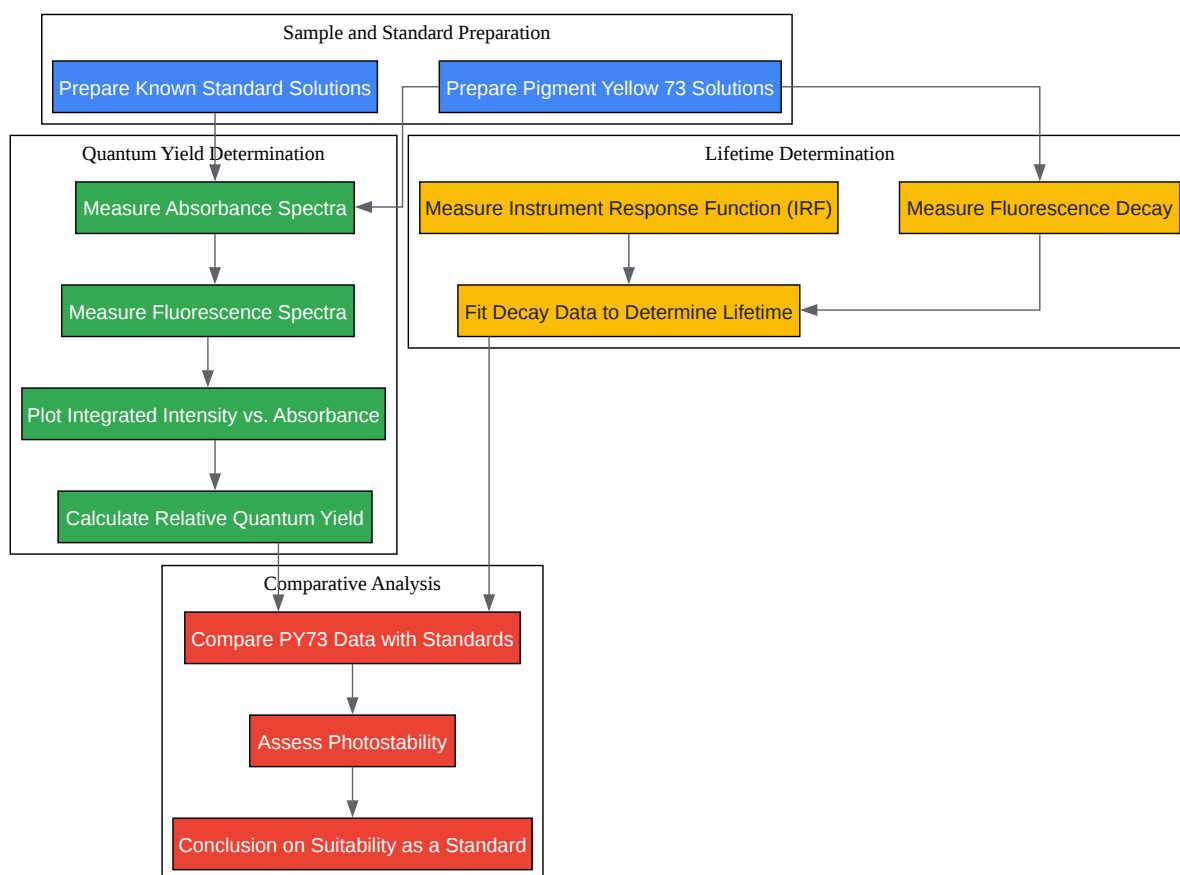 Sample and Standard Preparation
Prepare Known Standard Solutions
Prepare Pigment Yellow 73 Solutions
Quantum Yield Determination
Measure Absorbance Spectra
Measure Fluorescence Spectra
Plot Integrated Intensity vs. Absorbance
Calculate Relative Quantum Yield
Lifetime Determination
Measure Instrument Response Function (IRF)
Measure Fluorescence Decay
Fit Decay Data to Determine Lifetime
Comparative Analysis
Compare PY73 Data with Standards
Assess Photostability
Conclusion on Suitability as a Standard